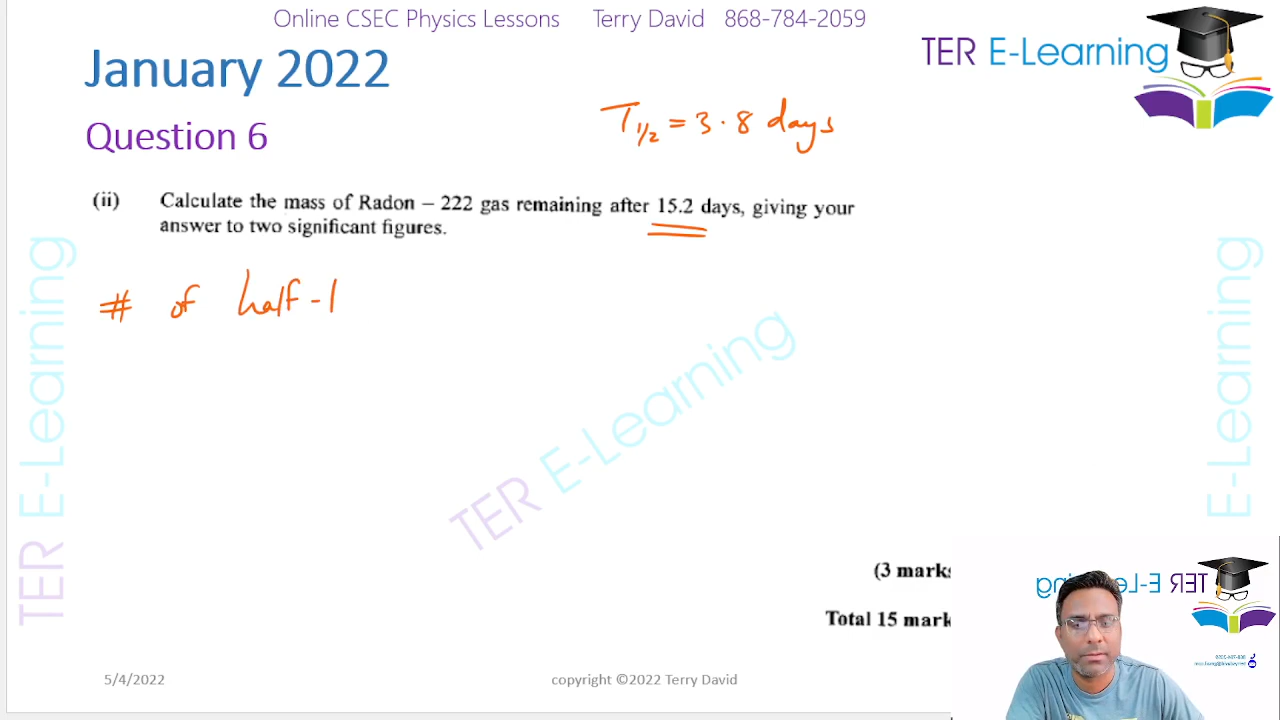 Online CSEC Physics Lessons Terry David 868-784-2059
TER E-Learning
January 2022
Question 6
T1/2 = 3.8 days
(ii) Calculate the mass of Radon – 222 gas remaining after 15.2 days, giving your
answer to two significant figures.
# of half-l
TER E-Learning
TER E-Learning
E-Learning
(3 marks
Total 15 mark
TER E-Learning
5/4/2022
copyright ©2022 Terry David